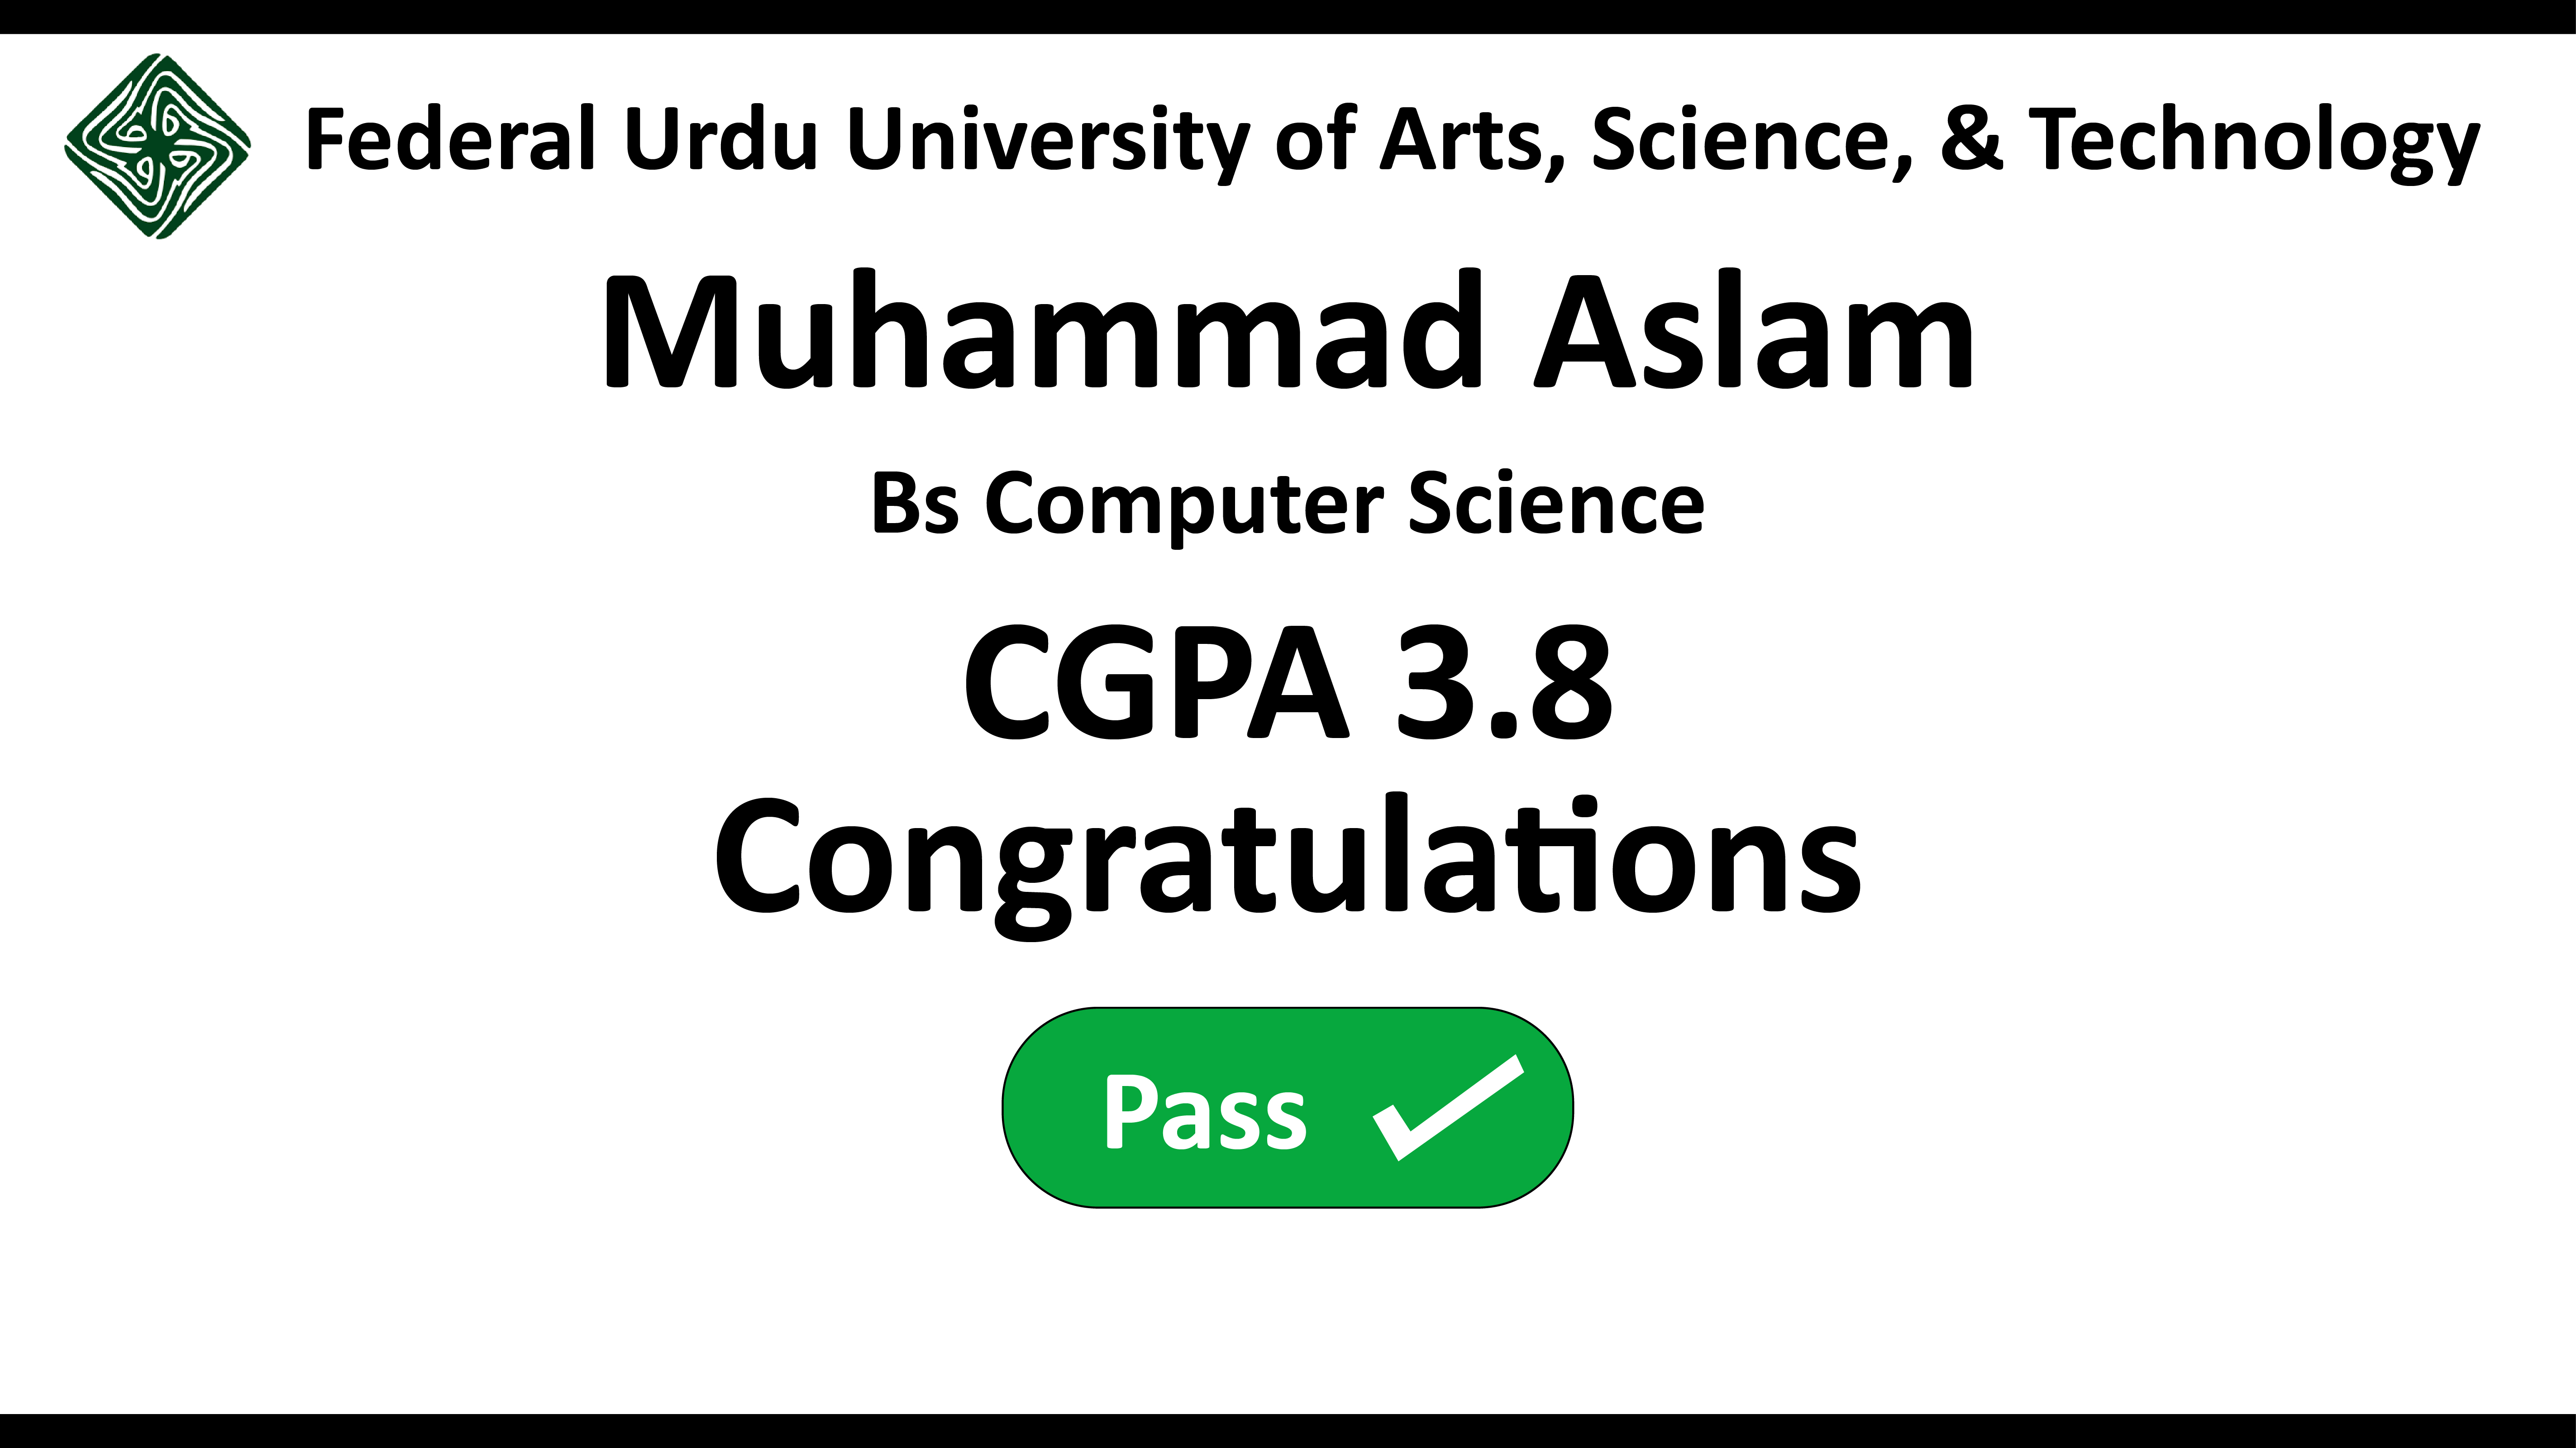 Federal Urdu University of Arts, Science, & Technology
Muhammad Aslam
Bs Computer Science
CGPA 3.8
Congratulations
Pass